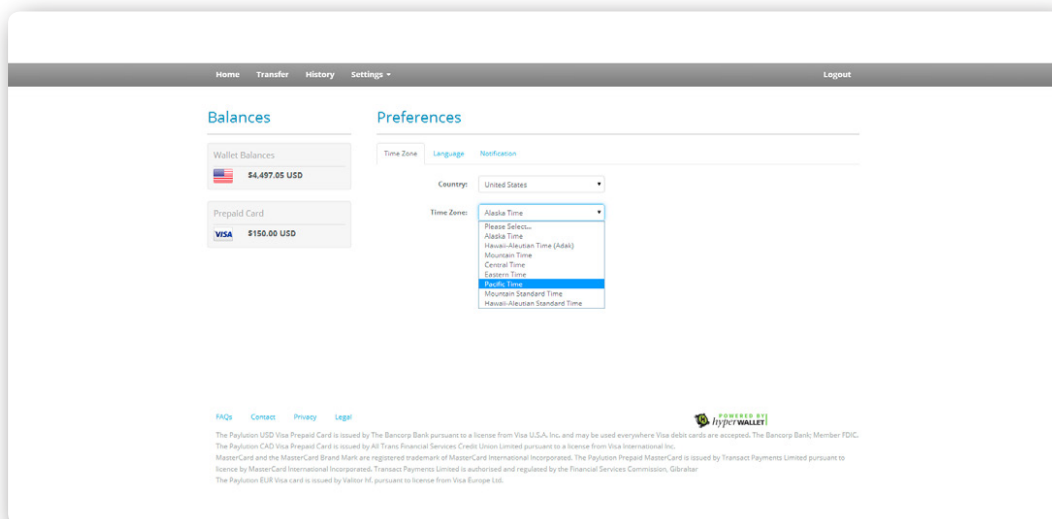 Home Transfer History Settings Logout
Balances
Wallet Balances
$4,497.05 USD
Prepaid Card
VISA $150.00 USD
Preferences
Time Zone Language Notification
Country: United States
Time Zone: Alaska Time
Please Select...
Alaska Time
Hawaii-Aleutian Time (Adak)
Mountain Time
Central Time
Eastern Time
Pacific Time
Mountain Standard Time
Hawaii-Aleutian Standard Time
FAQs Contact Privacy Legal
POWERED BY
hyperWALLET
The Paylution USD Visa Prepaid Card is issued by The Bancorp Bank pursuant to a license from Visa U.S.A. Inc. and may be used everywhere Visa debit cards are accepted. The Bancorp Bank; Member FDIC.
The Paylution CAD Visa Prepaid Card is issued by All Trans Financial Services Credit Union Limited pursuant to a license from Visa International Inc.
MasterCard and the MasterCard Brand Mark are registered trademark of MasterCard International Incorporated. The Paylution Prepaid MasterCard is issued by Transact Payments Limited pursuant to
licence by MasterCard International Incorporated. Transact Payments Limited is authorised and regulated by the Financial Services Commission, Gibraltar
The Paylution EUR Visa card is issued by Valitor hf. pursuant to license from Visa Europe Ltd.